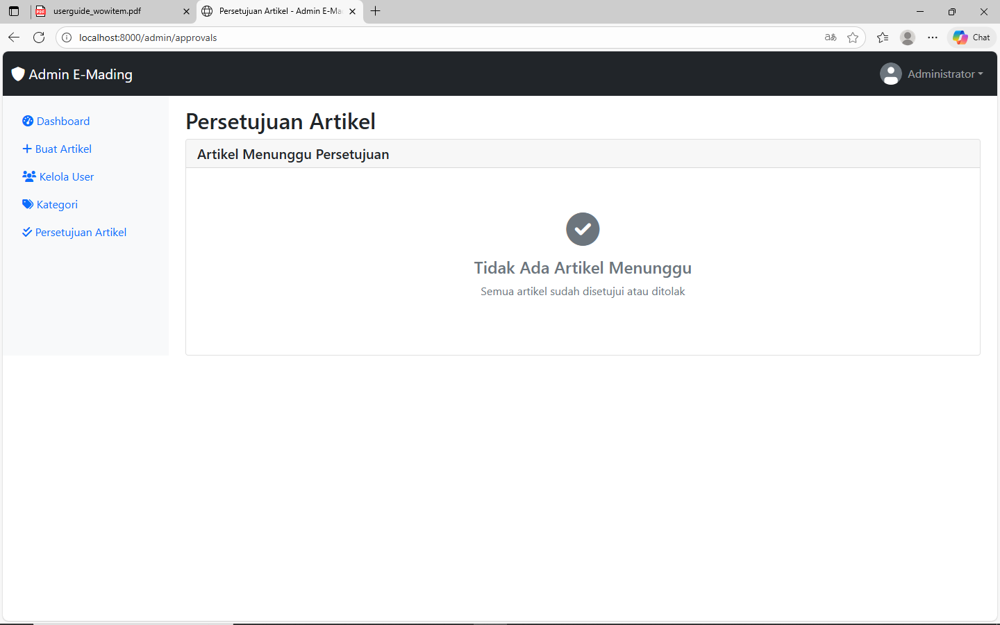 userguide_wowitem.pdf
Persetujuan Artikel - Admin E-Ma
localhost:8000/admin/approvals
Chat
Admin E-Mading
Administrator
Dashboard
Buat Artikel
Kelola User
Kategori
Persetujuan Artikel
Persetujuan Artikel
Artikel Menunggu Persetujuan
Tidak Ada Artikel Menunggu
Semua artikel sudah disetujui atau ditolak